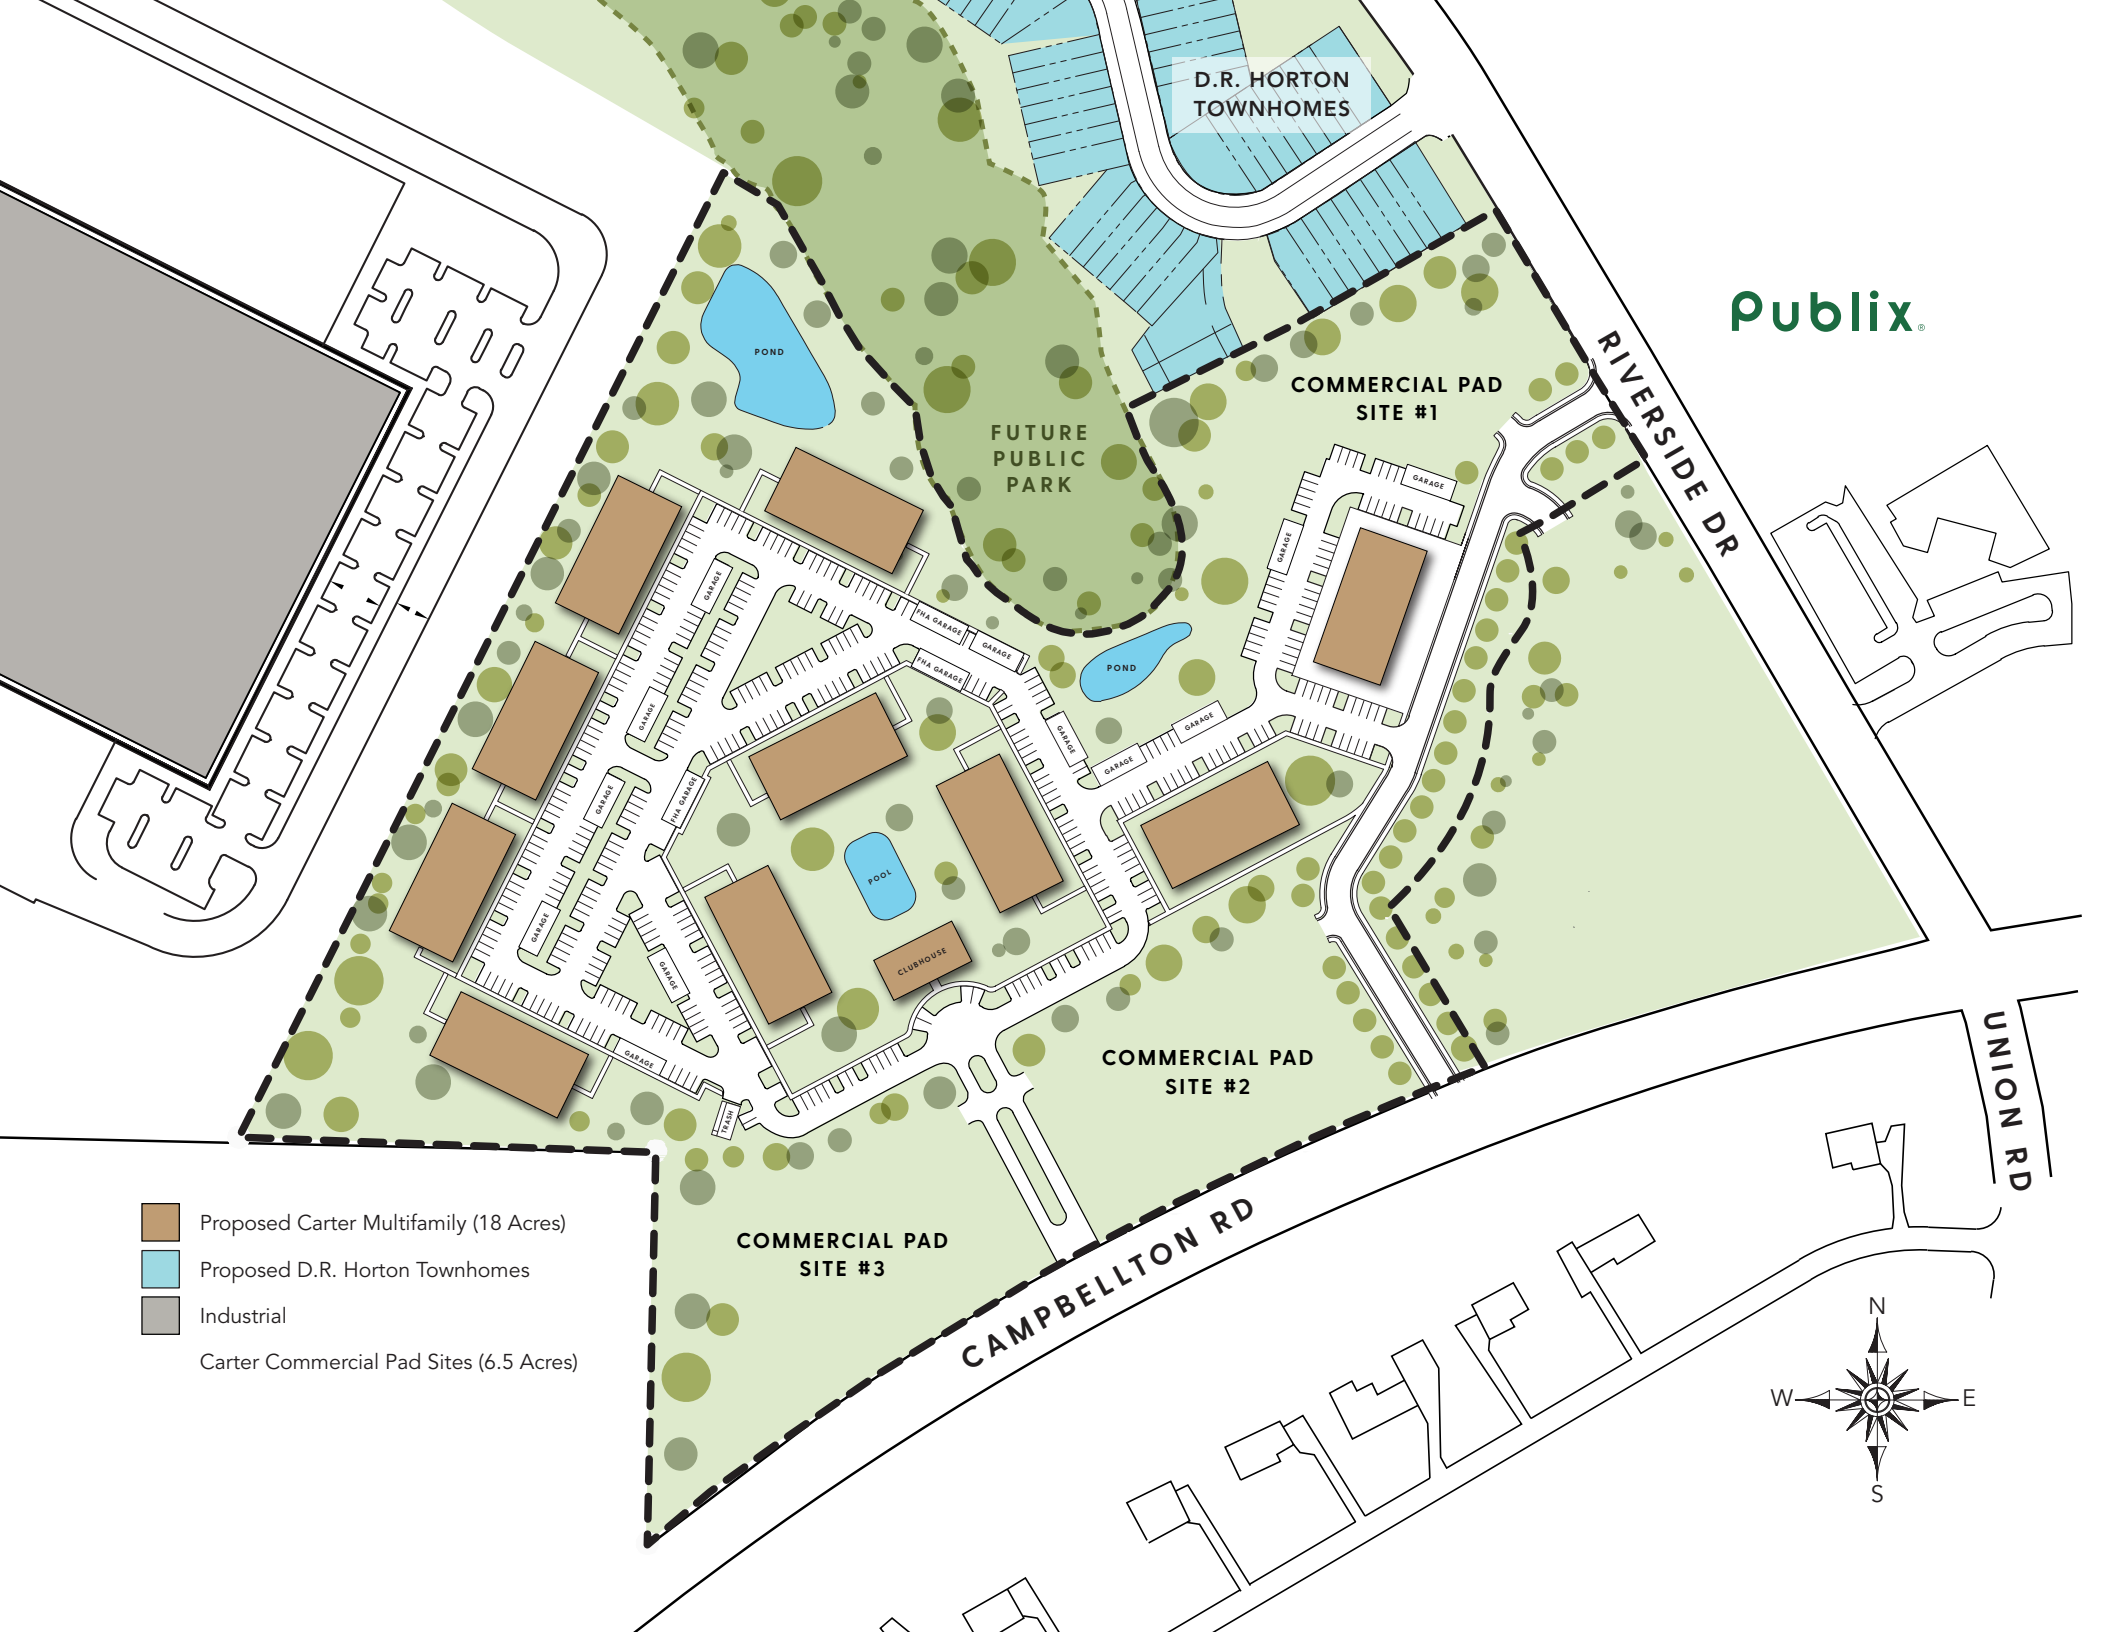 D.R. HORTON
TOWNHOMES
Publix®
RIVERSIDE DR
POND
COMMERCIAL PAD
SITE #1
FUTURE
PUBLIC
PARK
GARAGE
GARAGE
GARAGE
FHA GARAGE
GARAGE
FHA GARAGE
POND
GARAGE
GARAGE
GARAGE
GARAGE
GARAGE
FHA GARAGE
POOL
GARAGE
CLUBHOUSE
GARAGE
GARAGE
TRASH
COMMERCIAL PAD
SITE #2
UNION RD
COMMERCIAL PAD
SITE #3
CAMPBELLTON RD
Proposed Carter Multifamily (18 Acres)
Proposed D.R. Horton Townhomes
Industrial
Carter Commercial Pad Sites (6.5 Acres)
N
W
E
S